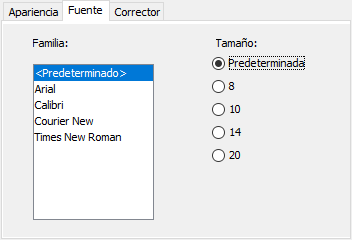 Apariencia Fuente Corrector
Familia:
<Predeterminado>
Arial
Calibri
Courier New
Times New Roman
Tamaño:
Predeterminada
8
10
14
20